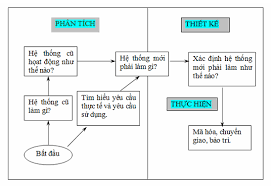 PHÂN TÍCH
THIẾT KẾ
Hệ thống cũ
hoạt động như
thế nào?
Hệ thống mới
phải làm gì?
Xác định hệ thống
mới phải làm như
thế nào?
Hệ thống cũ
làm gì?
Tìm hiểu yêu cầu
thực tế và yêu cầu
sử dụng.
THỰC HIỆN
Mã hóa, chuyển
giao, bảo trì.
Bắt đầu